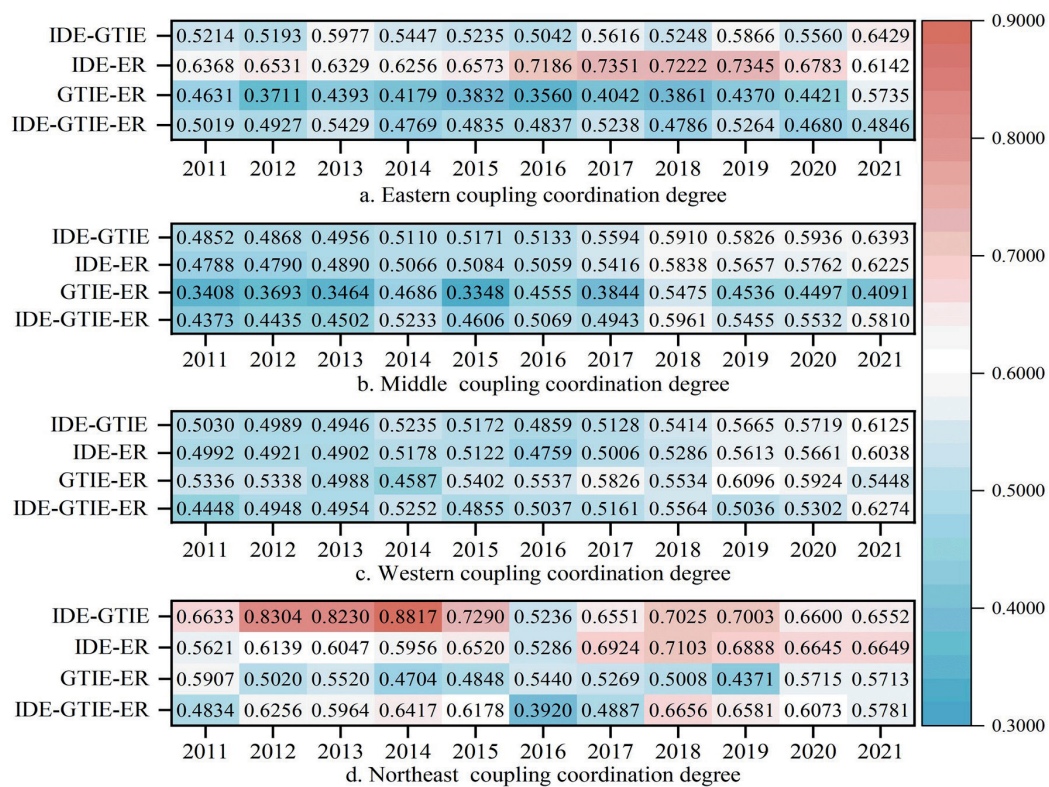 IDE-GTIE 0.5214 0.5193 0.5977 0.5447 0.5235 0.5042 0.5616 0.5248 0.5866 0.5560 0.6429
IDE-ER 0.6368 0.6531 0.6329 0.6256 0.6573 0.7186 0.7351 0.7222 0.7345 0.6783 0.6142
GTIE-ER 0.4631 0.3711 0.4393 0.4179 0.3832 0.3560 0.4042 0.3861 0.4370 0.4421 0.5735
IDE-GTIE-ER 0.5019 0.4927 0.5429 0.4769 0.4835 0.4837 0.5238 0.4786 0.5264 0.4680 0.4846
2011 2012 2013 2014 2015 2016 2017 2018 2019 2020 2021
a. Eastern coupling coordination degree
IDE-GTIE 0.4852 0.4868 0.4956 0.5110 0.5171 0.5133 0.5594 0.5910 0.5826 0.5936 0.6393
IDE-ER 0.4788 0.4790 0.4890 0.5066 0.5084 0.5059 0.5416 0.5838 0.5657 0.5762 0.6225
GTIE-ER 0.3408 0.3693 0.3464 0.4686 0.3348 0.4555 0.3844 0.5475 0.4536 0.4497 0.4091
IDE-GTIE-ER 0.4373 0.4435 0.4502 0.5233 0.4606 0.5069 0.4943 0.5961 0.5455 0.5532 0.5810
2011 2012 2013 2014 2015 2016 2017 2018 2019 2020 2021
b. Middle coupling coordination degree
IDE-GTIE 0.5030 0.4989 0.4946 0.5235 0.5172 0.4859 0.5128 0.5414 0.5665 0.5719 0.6125
IDE-ER 0.4992 0.4921 0.4902 0.5178 0.5122 0.4759 0.5006 0.5286 0.5613 0.5661 0.6038
GTIE-ER 0.5336 0.5338 0.4988 0.4587 0.5402 0.5537 0.5826 0.5534 0.6096 0.5924 0.5448
IDE-GTIE-ER 0.4448 0.4948 0.4954 0.5252 0.4855 0.5037 0.5161 0.5564 0.5036 0.5302 0.6274
2011 2012 2013 2014 2015 2016 2017 2018 2019 2020 2021
c. Western coupling coordination degree
IDE-GTIE 0.6633 0.8304 0.8230 0.8817 0.7290 0.5236 0.6551 0.7025 0.7003 0.6600 0.6552
IDE-ER 0.5621 0.6139 0.6047 0.5956 0.6520 0.5286 0.6924 0.7103 0.6888 0.6645 0.6649
GTIE-ER 0.5907 0.5020 0.5520 0.4704 0.4848 0.5440 0.5269 0.5008 0.4371 0.5715 0.5713
IDE-GTIE-ER 0.4834 0.6256 0.5964 0.6417 0.6178 0.3920 0.4887 0.6656 0.6581 0.6073 0.5781
2011 2012 2013 2014 2015 2016 2017 2018 2019 2020 2021
d. Northeast coupling coordination degree
0.9000
0.8000
0.7000
0.6000
0.5000
0.4000
0.3000